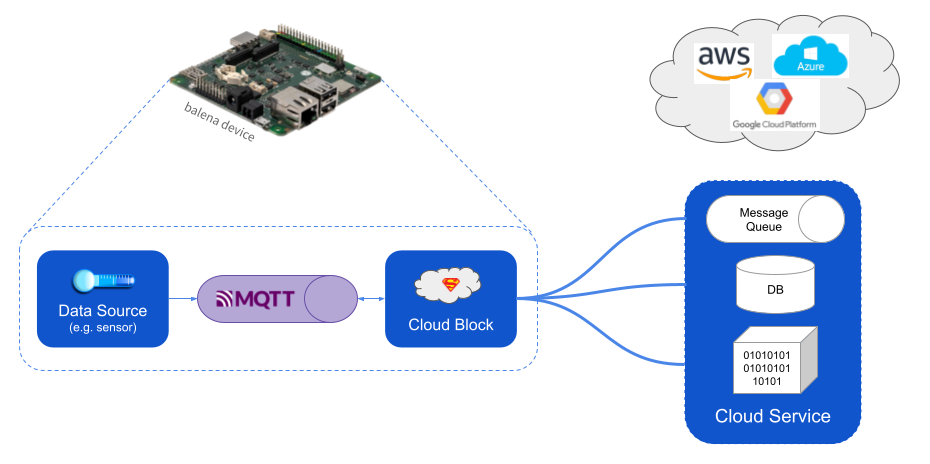 balena device
aws
Azure
Google Cloud Platform
Message
Queue
DB
01010101
01010101
10101
Cloud Service
Data Source
(e.g. sensor)
MQTT
S
Cloud Block